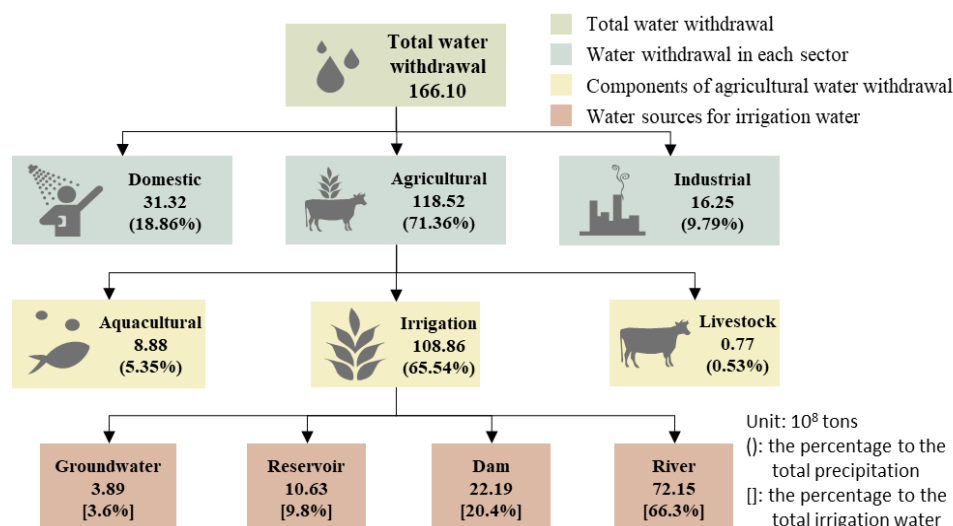 Total water withdrawal
166.10
Total water withdrawal
Water withdrawal in each sector
Components of agricultural water withdrawal
Water sources for irrigation water
Domestic
31.32
(18.86%)
Agricultural
118.52
(71.36%)
Industrial
16.25
(9.79%)
Aquacultural
8.88
(5.35%)
Irrigation
108.86
(65.54%)
Livestock
0.77
(0.53%)
Groundwater
3.89
[3.6%]
Reservoir
10.63
[9.8%]
Dam
22.19
[20.4%]
River
72.15
[66.3%]
Unit: 10⁸ tons
(): the percentage to the
total precipitation
[]: the percentage to the
total irrigation water